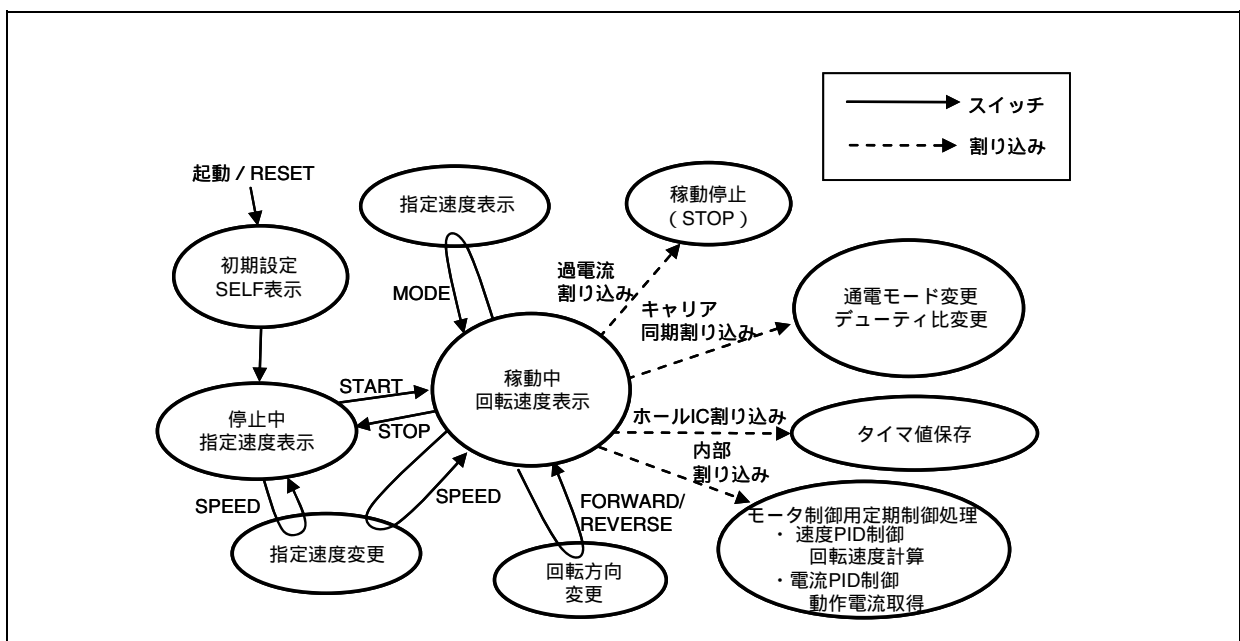 スイッチ
割り込み
起動 / RESET
指定速度表示
稼動停止
( STOP )
初期設定
SELF表示
過電流
割り込み
MODE
キャリア
同期割り込み
通電モード変更
デューティ比変更
稼動中
回転速度表示
START
停止中
指定速度表示
STOP
ホールIC割り込み
タイマ値保存
内部
割り込み
SPEED
SPEED
FORWARD/
REVERSE
指定速度変更
回転方向
変更
モータ制御用定期制御処理
・ 速度PID制御
回転速度計算
・電流PID制御
動作電流取得